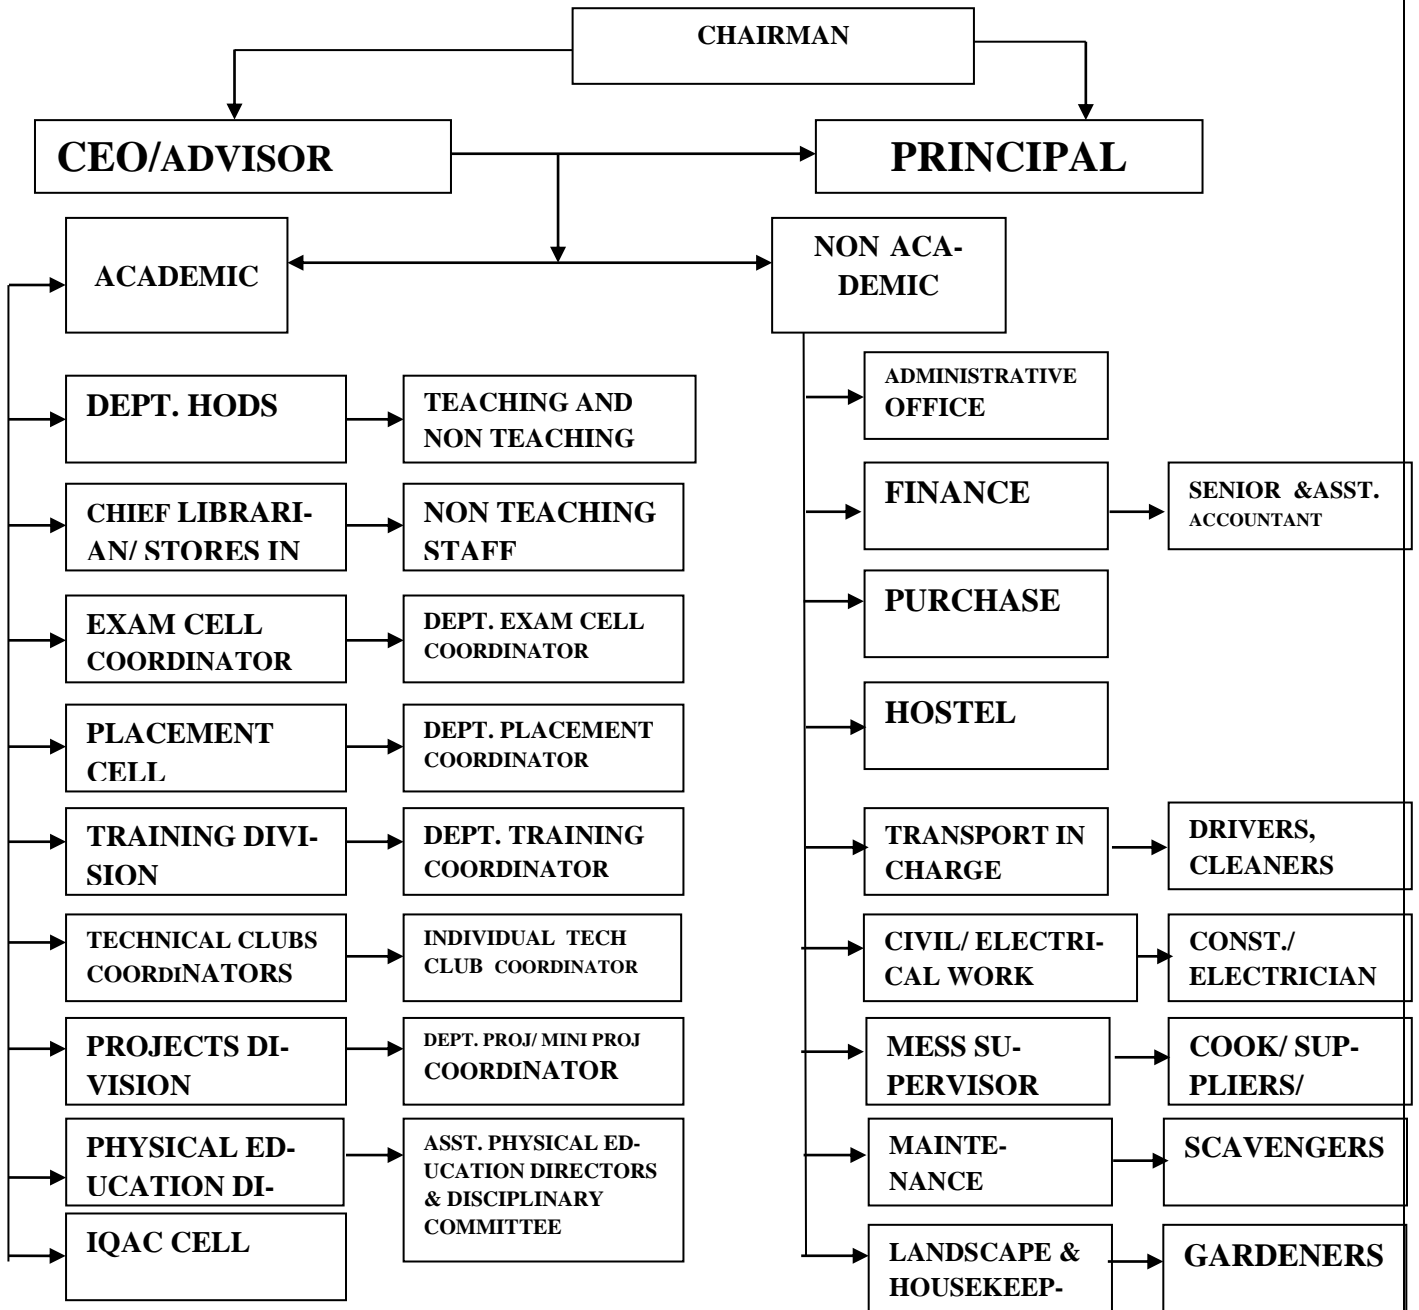 CHAIRMAN
CEO/ADVISOR
PRINCIPAL
ACADEMIC
NON ACA-
DEMIC
DEPT. HODS
TEACHING AND
NON TEACHING
CHIEF LIBRARI-
AN/ STORES IN
NON TEACHING
STAFF
EXAM CELL
COORDINATOR
DEPT. EXAM CELL
COORDINATOR
PLACEMENT
CELL
DEPT. PLACEMENT
COORDINATOR
TRAINING DIVI-
SION
DEPT. TRAINING
COORDINATOR
TECHNICAL CLUBS
COORDINATORS
INDIVIDUAL TECH
CLUB COORDINATOR
PROJECTS DI-
VISION
DEPT. PROJ/ MINI PROJ
COORDINATOR
PHYSICAL ED-
UCATION DI-
ASST. PHYSICAL ED-
UCATION DIRECTORS
& DISCIPLINARY
COMMITTEE
IQAC CELL
ADMINISTRATIVE
OFFICE
FINANCE
SENIOR &ASST.
ACCOUNTANT
PURCHASE
HOSTEL
TRANSPORT IN
CHARGE
DRIVERS,
CLEANERS
CIVIL/ ELECTRI-
CAL WORK
CONST./
ELECTRICIAN
MESS SU-
PERVISOR
COOK/ SUP-
PLIERS/
MAINTE-
NANCE
SCAVENGERS
LANDSCAPE &
HOUSEKEEP-
GARDENERS